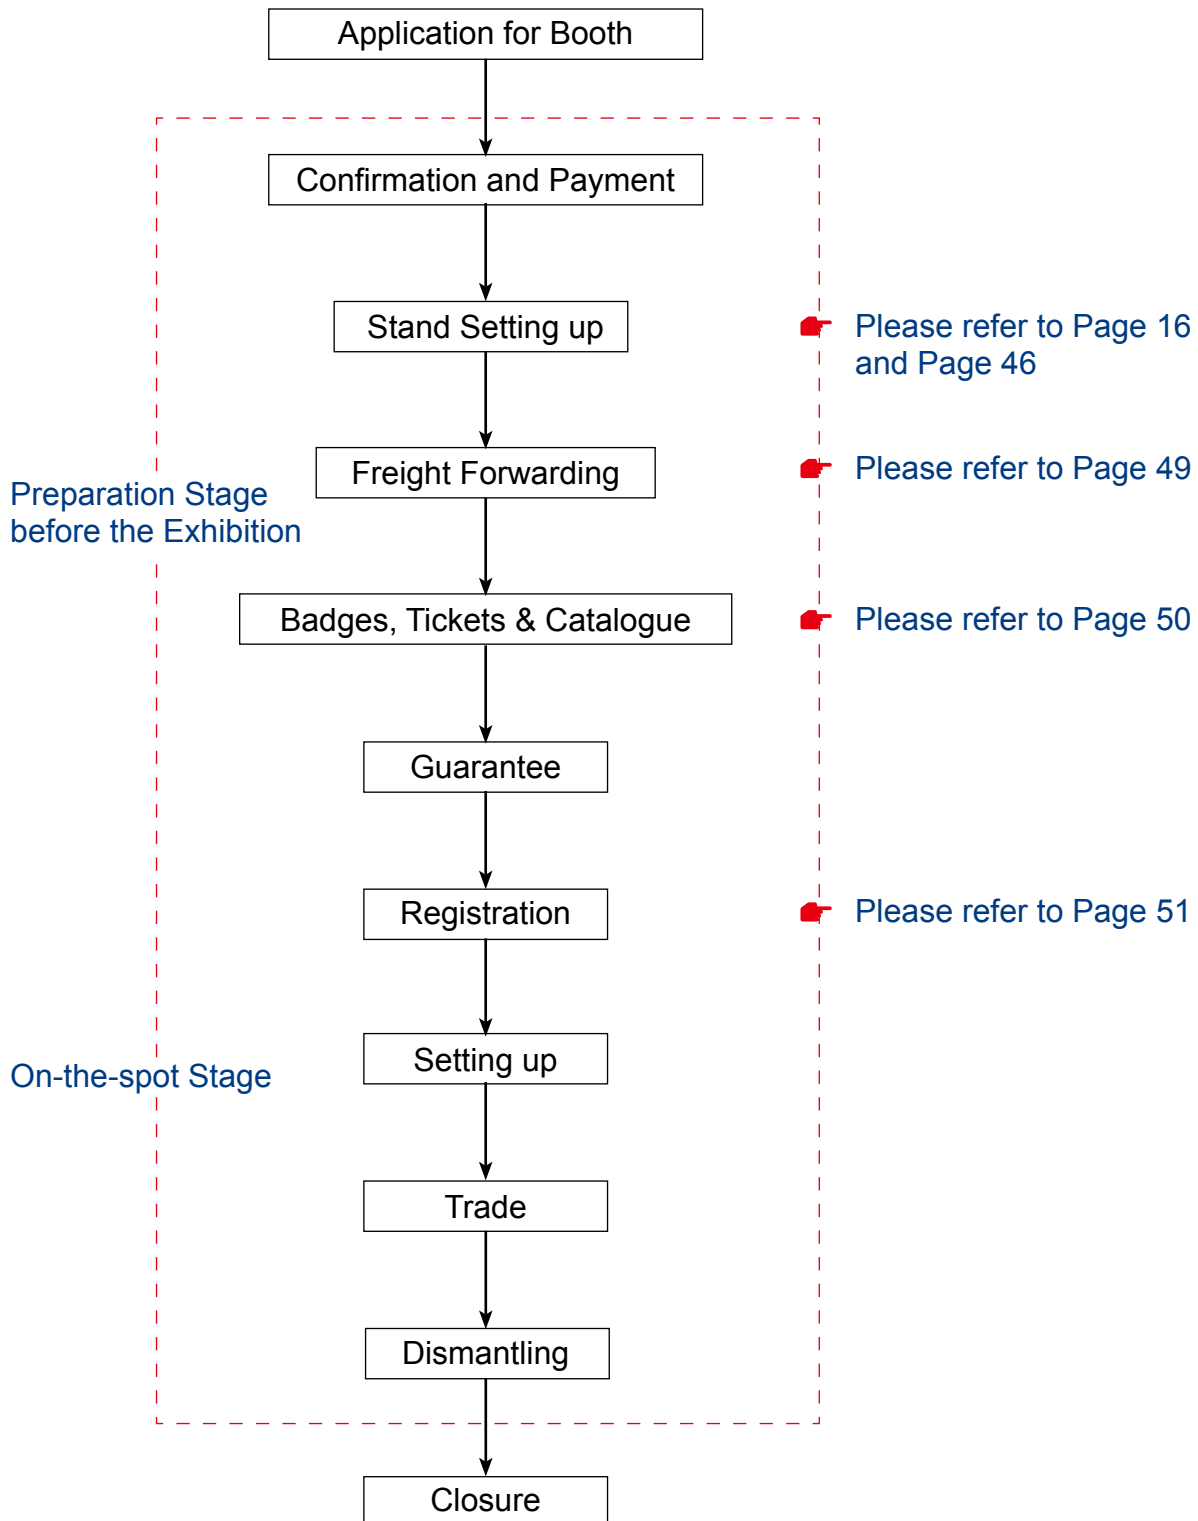 Application for Booth
Confirmation and Payment
Stand Setting up
Please refer to Page 16
and Page 46
Freight Forwarding
Please refer to Page 49
Preparation Stage
before the Exhibition
Badges, Tickets & Catalogue
Please refer to Page 50
Guarantee
Registration
Please refer to Page 51
Setting up
On-the-spot Stage
Trade
Dismantling
Closure